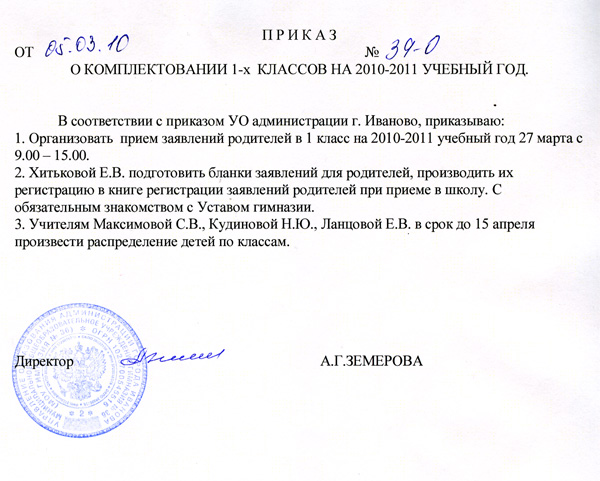 ПРИКАЗ
ОТ 05.03.10 № 39-О
О КОМПЛЕКТОВАНИИ 1-х КЛАССОВ НА 2010-2011 УЧЕБНЫЙ ГОД.
В соответствии с приказом УО администрации г. Иваново, приказываю:
1. Организовать прием заявлений родителей в 1 класс на 2010-2011 учебный год 27 марта с
9.00 – 15.00.
2. Хитьковой Е.В. подготовить бланки заявлений для родителей, производить их
регистрацию в книге регистрации заявлений родителей при приеме в школу. С
обязательным знакомством с Уставом гимназии.
3. Учителям Максимовой С.В., Кудиновой Н.Ю., Ланцовой Е.В. в срок до 15 апреля
произвести распределение детей по классам.
Директор А.Г.ЗЕМЕРОВА